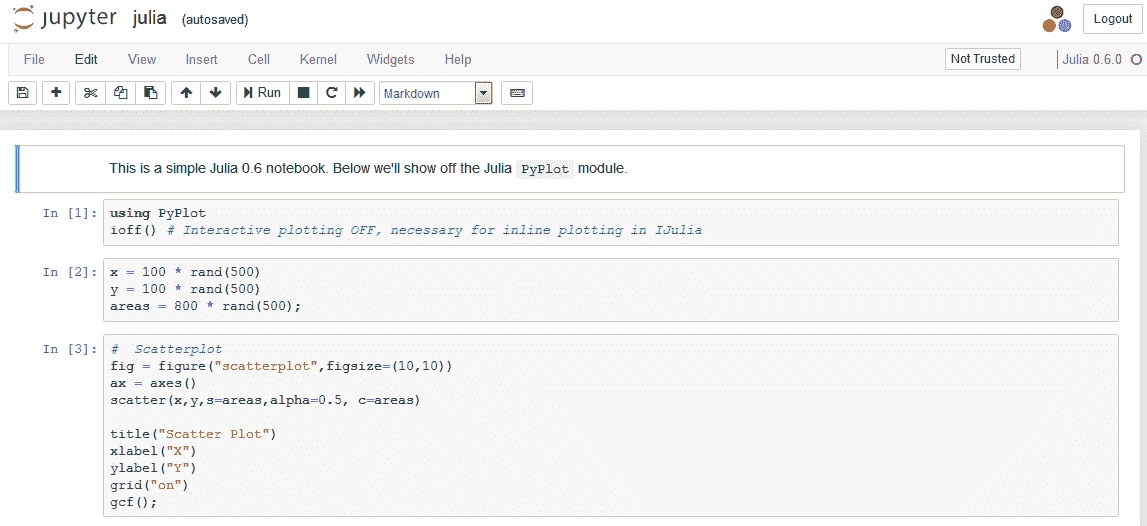 jupyter julia (autosaved)
Logout
File Edit View Insert Cell Kernel Widgets Help
Not Trusted
Julia 0.6.0
Run
Markdown
This is a simple Julia 0.6 notebook. Below we'll show off the Julia PyPlot module.
In [1]: using PyPlot
ioff() # Interactive plotting OFF, necessary for inline plotting in IJulia
In [2]: x = 100 * rand(500)
y = 100 * rand(500)
areas = 800 * rand(500);
In [3]: #  Scatterplot
fig = figure("scatterplot",figsize=(10,10))
ax = axes()
scatter(x,y,s=areas,alpha=0.5, c=areas)
title("Scatter Plot")
xlabel("X")
ylabel("Y")
grid("on")
gcf();